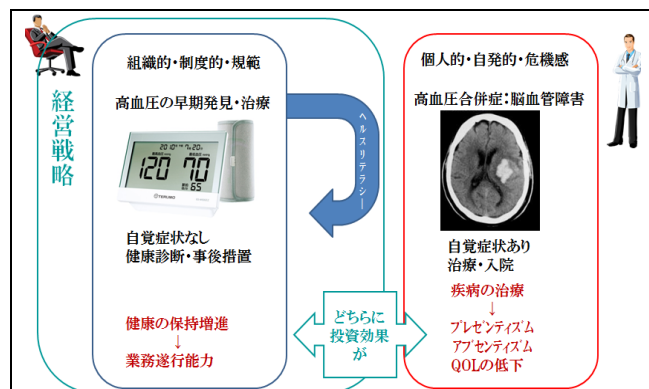 経営戦略
組織的・制度的・規範
高血圧の早期発見・治療
120
70
65
TERUMO
自覚症状なし
健康診断・事後措置
健康の保持増進
↓
業務遂行能力
ヘルスリテラシー
どちらに
投資効果
が
個人的・自発的・危機感
高血圧合併症：脳血管障害
自覚症状あり
治療・入院
疾病の治療
↓
プレゼンティズム
アブセンティズム
QOLの低下